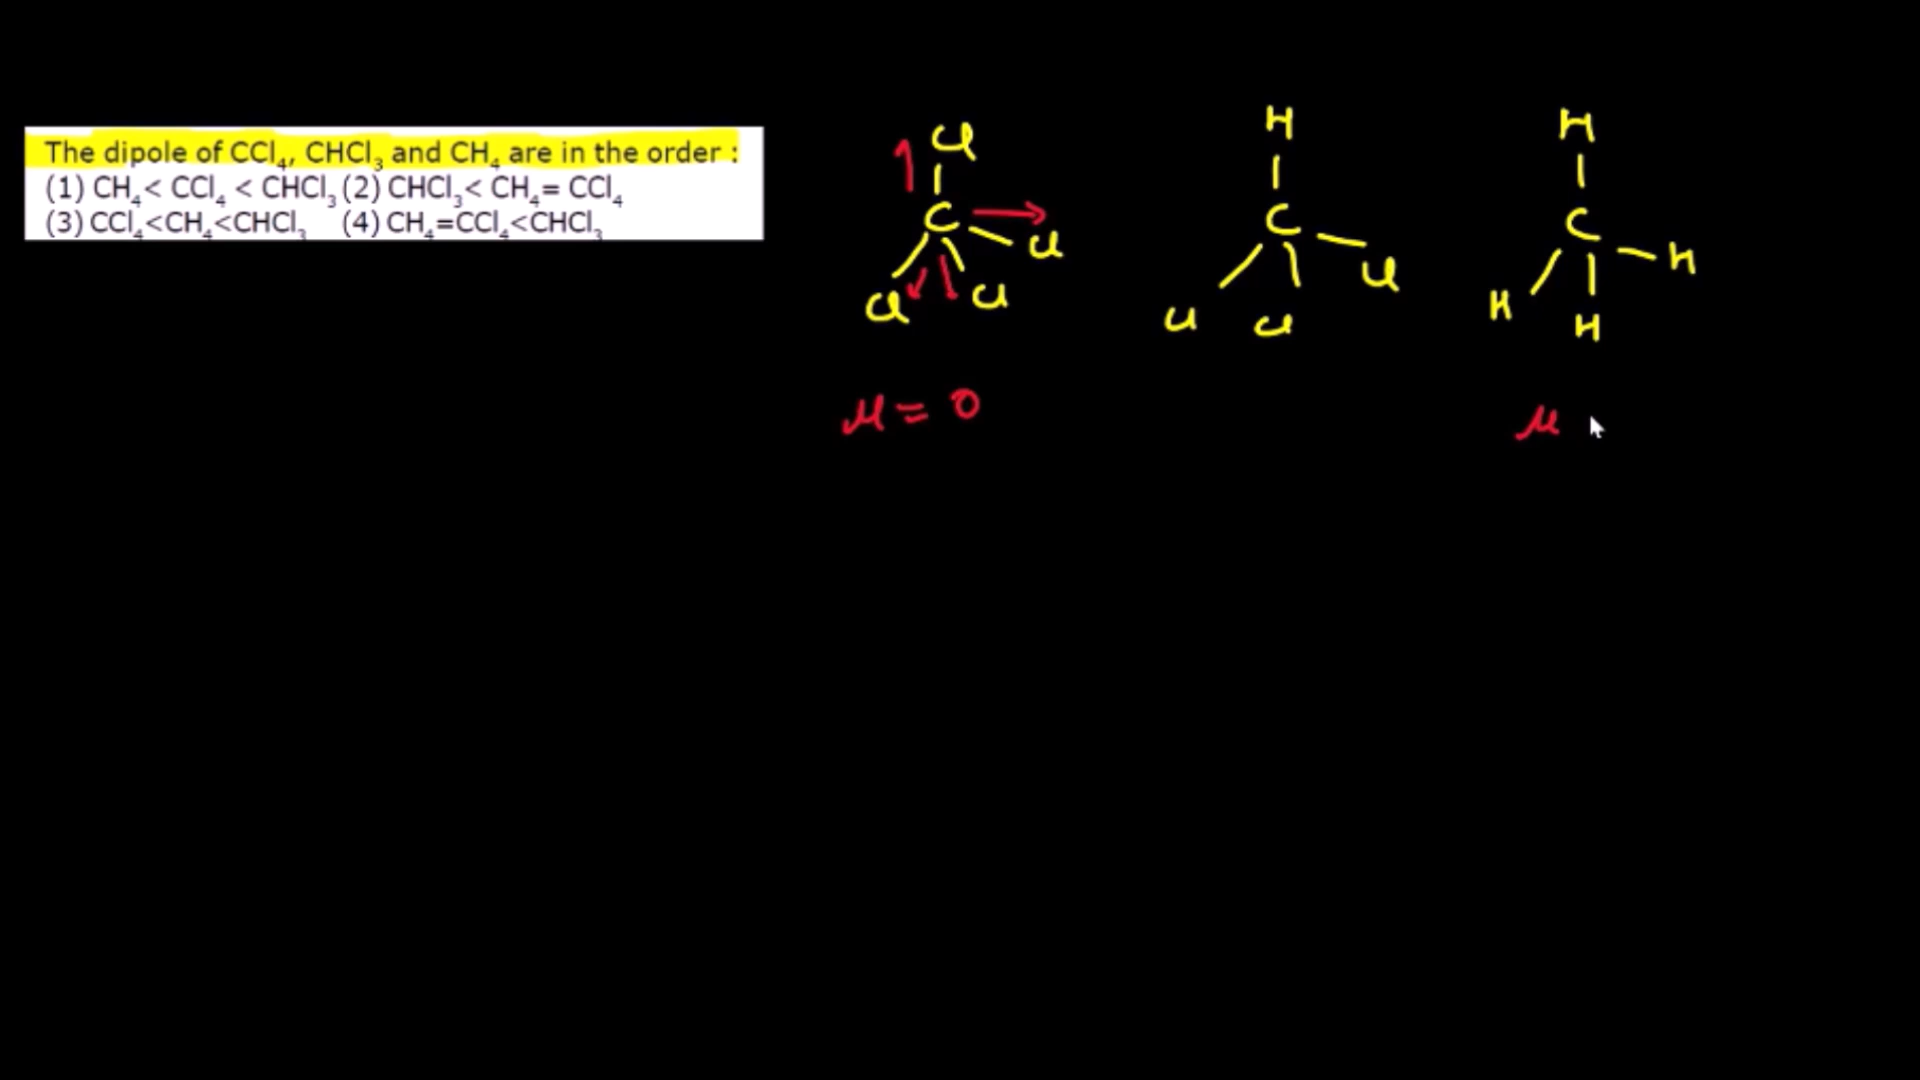 The dipole of CCl₄, CHCl₃ and CH₄ are in the order :
(1) CH₄< CCl₄ < CHCl₃ (2) CHCl₃< CH₄= CCl₄
(3) CCl₄<CH₄<CHCl₃ (4) CH₄=CCl₄<CHCl₃
Cl
C
Cl
Cl Cl
μ = 0
H
C
Cl
Cl Cl
H
C
H
H H
μ